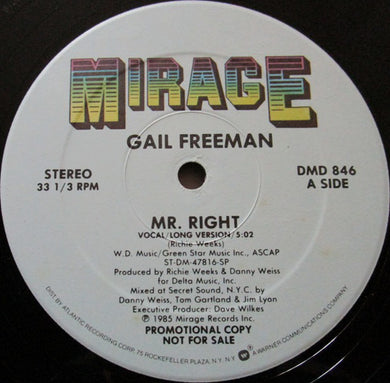 MIRAGE
GAIL FREEMAN
STEREO
33 1/3 RPM
DMD 846
A SIDE
MR. RIGHT
VOCAL/LONG VERSION/5:02
(Richie Weeks)
W.D. Music/Green Star Music Inc., ASCAP
ST-DM-47816-SP
Produced by Richie Weeks & Danny Weiss
for Delta Music, Inc.
Mixed at Secret Sound, N.Y.C. by
Danny Weiss, Tom Gartland & Jim Lyon
Executive Producer: Dave Wilkes
℗ 1985 Mirage Records Inc.
PROMOTIONAL COPY
NOT FOR SALE
DIST. BY ATLANTIC RECORDING CORP., 75 ROCKEFELLER PLAZA, N.Y. N.Y. A WARNER COMMUNICATIONS COMPANY